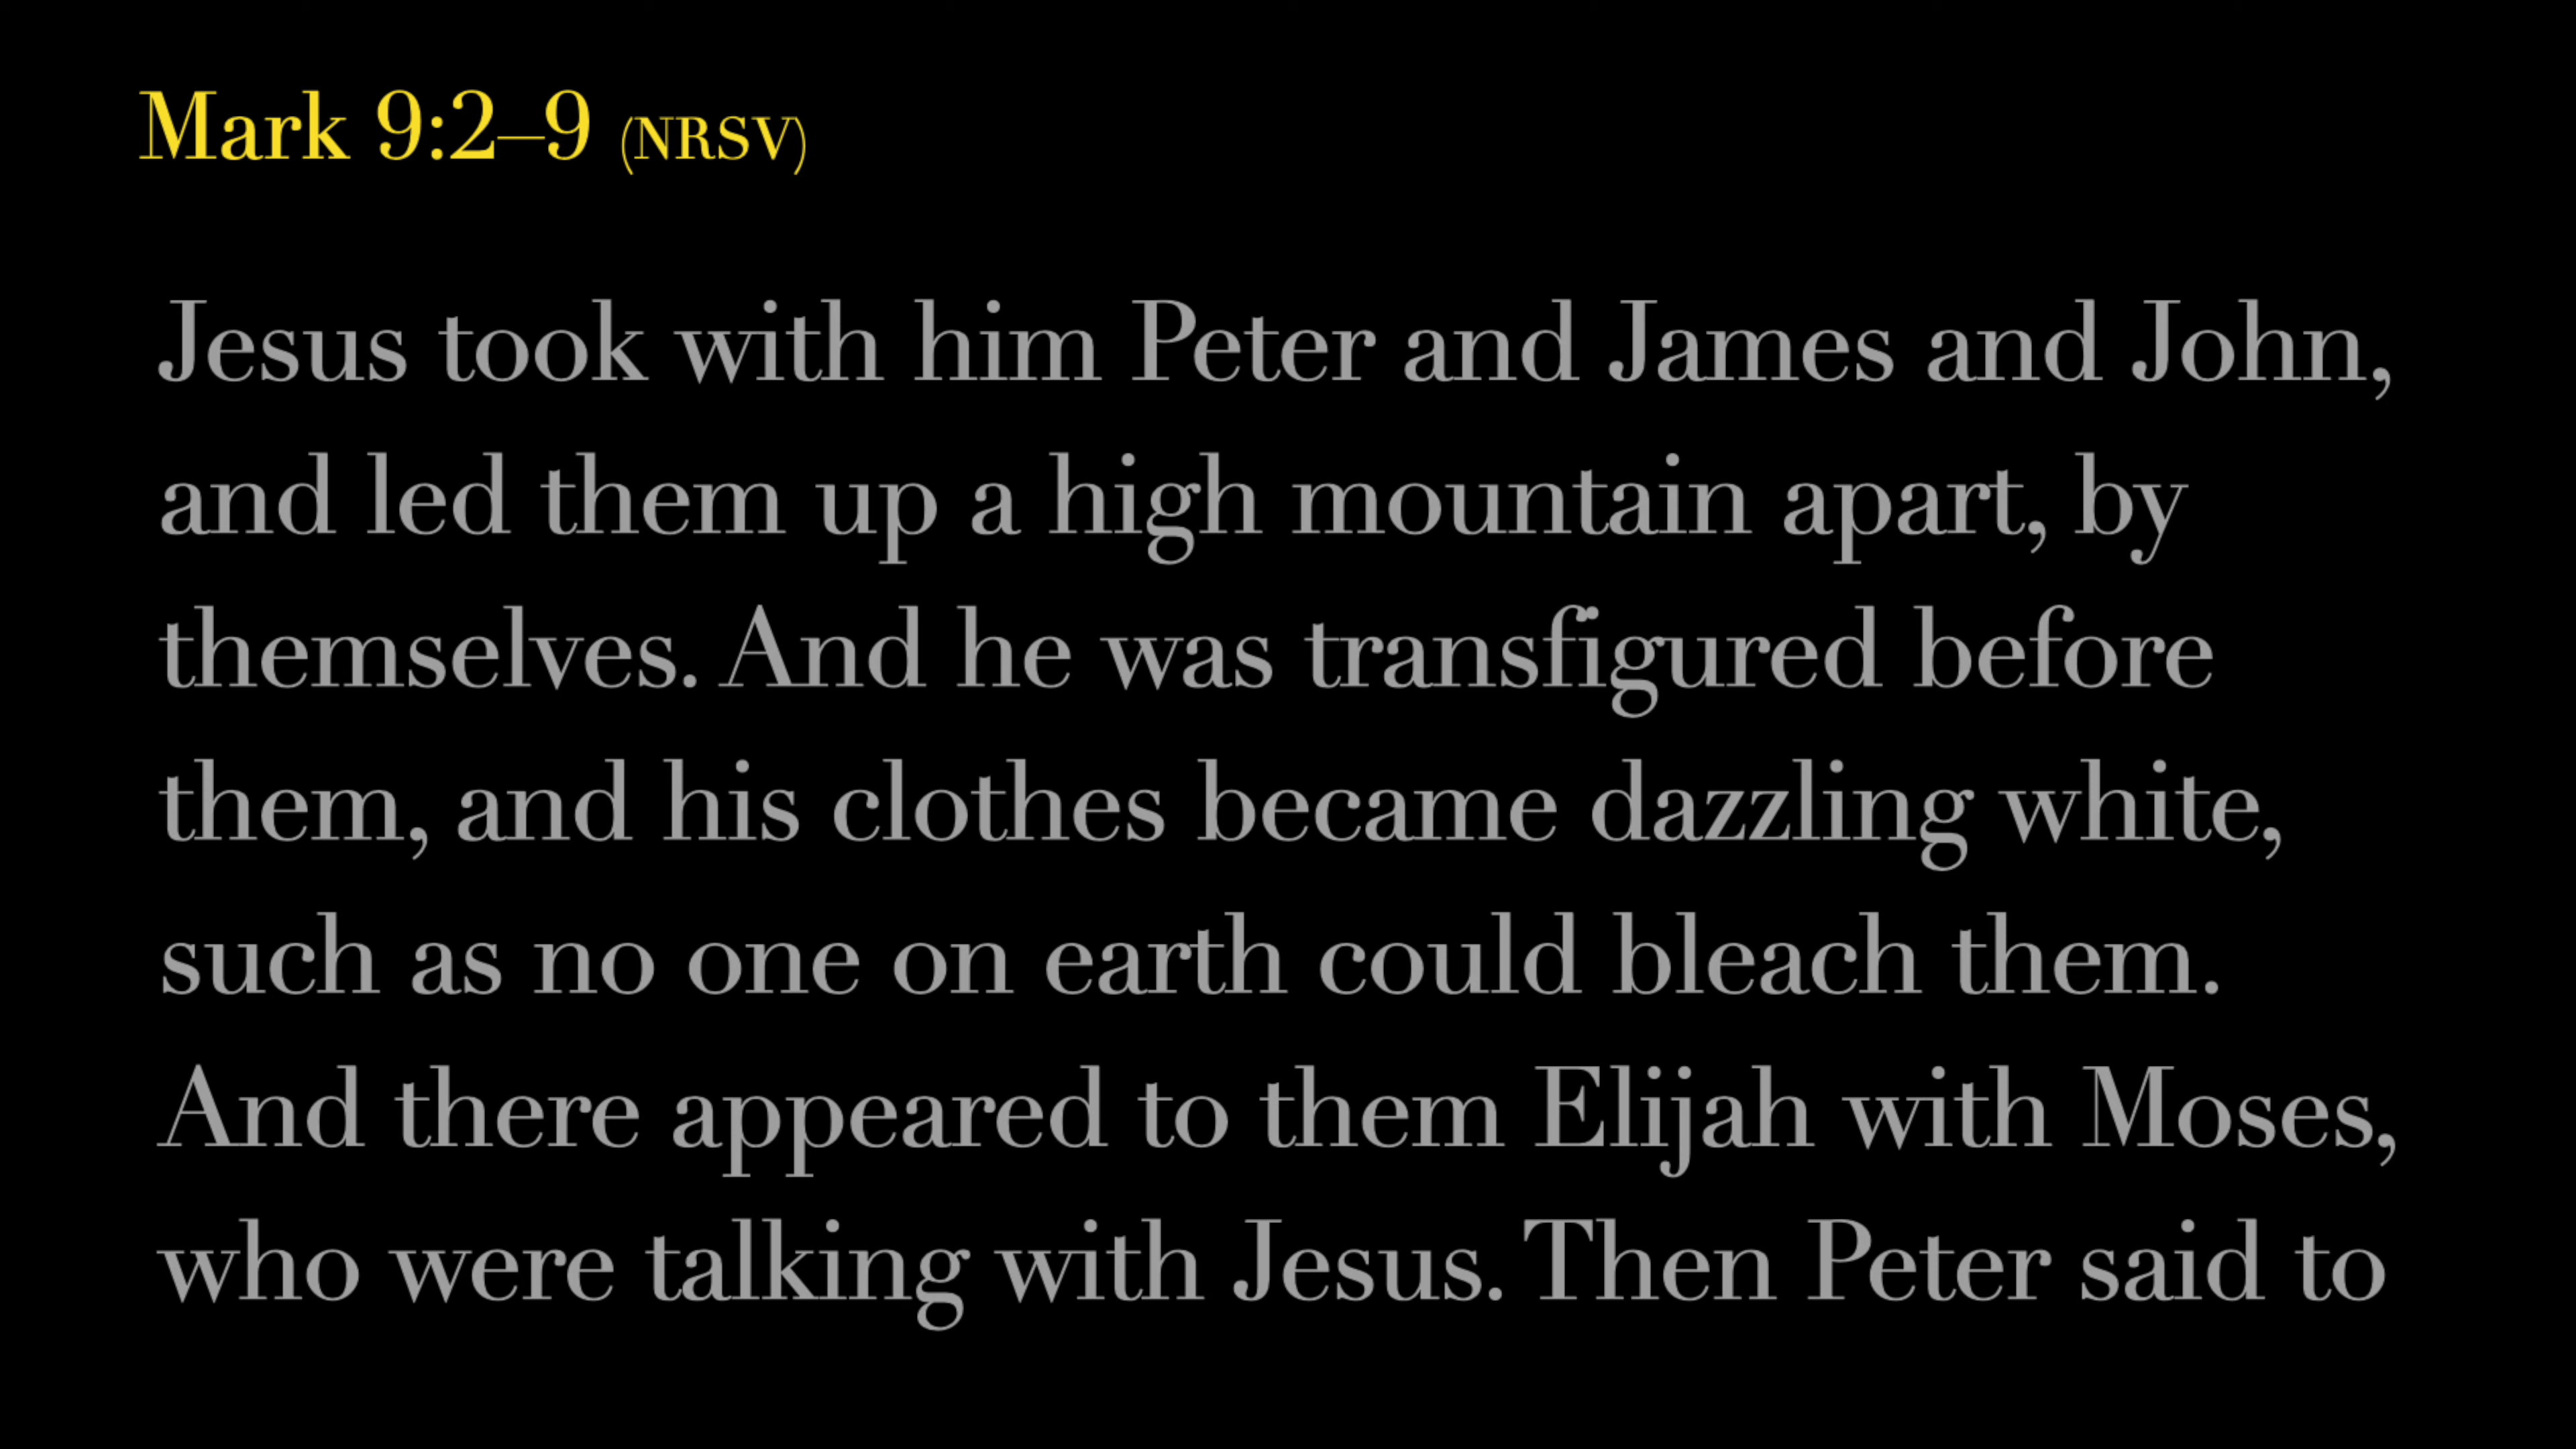 Mark 9:2–9 (NRSV)
Jesus took with him Peter and James and John,
and led them up a high mountain apart, by
themselves. And he was transfigured before
them, and his clothes became dazzling white,
such as no one on earth could bleach them.
And there appeared to them Elijah with Moses,
who were talking with Jesus. Then Peter said to